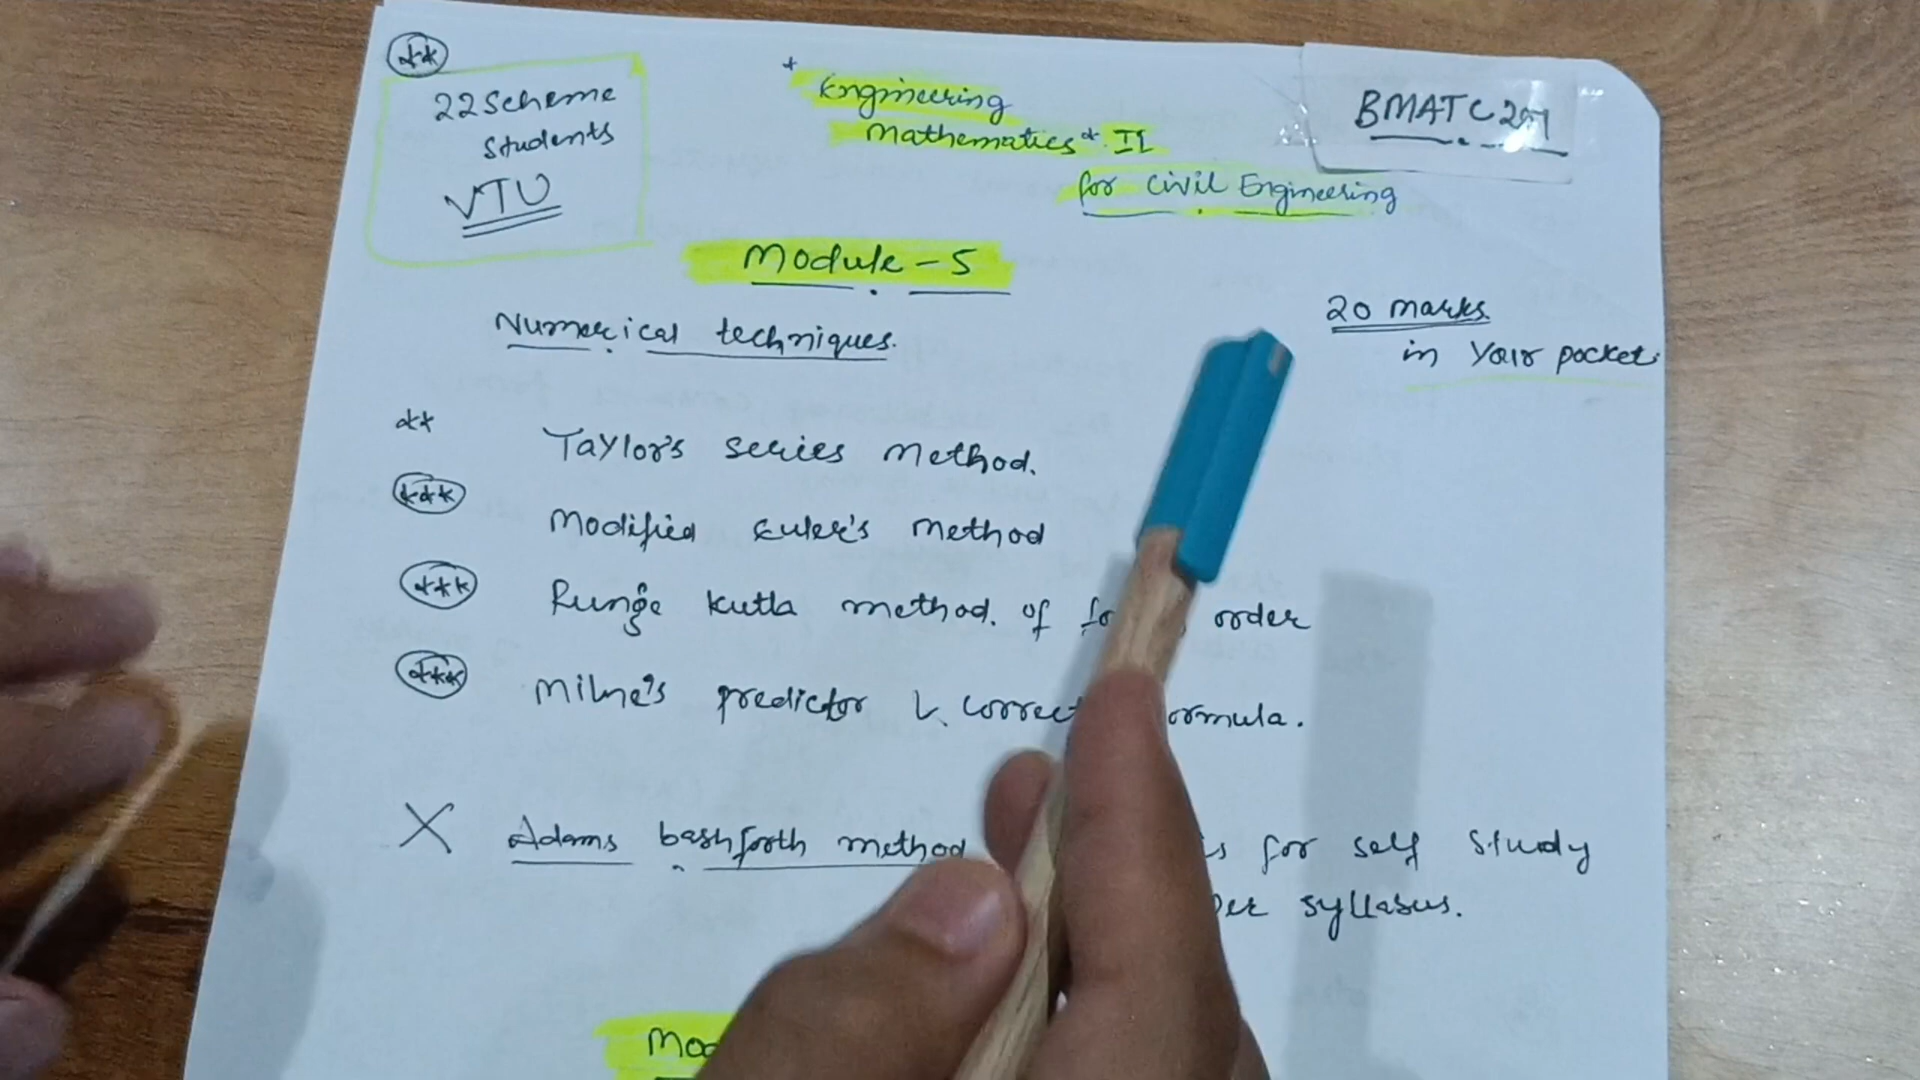 **
22 Scheme
students
VTU
* Engineering
Mathematics * II
for Civil Engineering
BMATC201
Module - 5
Numerical techniques.
20 marks.
in your pocket.
** Taylor's series Method.
*** Modified Euler's Method
*** Runge kutta method. of order
*** Milne's predictor &
X Adams bashforth method for self study
syllabus.